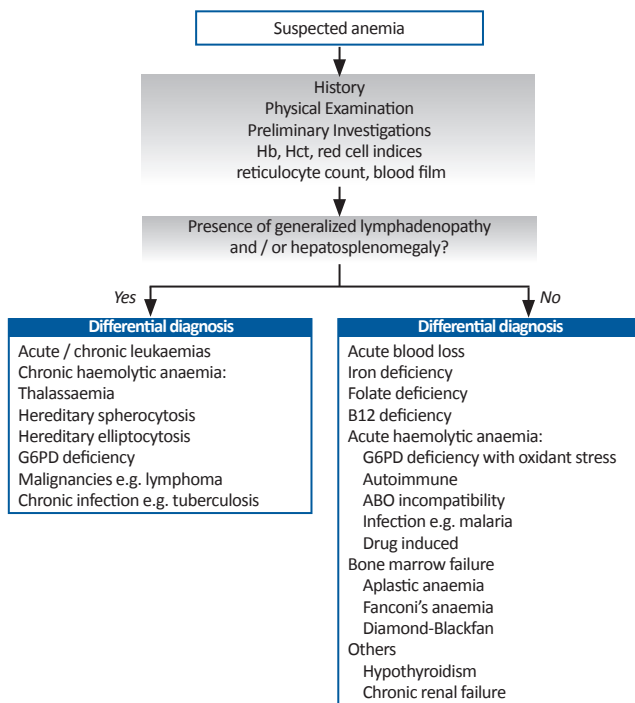 Suspected anemia
History
Physical Examination
Preliminary Investigations
Hb, Hct, red cell indices
reticulocyte count, blood film
Presence of generalized lymphadenopathy
and / or hepatosplenomegaly?
Yes
No
Differential diagnosis
Acute / chronic leukaemias
Chronic haemolytic anaemia:
Thalassaemia
Hereditary spherocytosis
Hereditary elliptocytosis
G6PD deficiency
Malignancies e.g. lymphoma
Chronic infection e.g. tuberculosis
Differential diagnosis
Acute blood loss
Iron deficiency
Folate deficiency
B12 deficiency
Acute haemolytic anaemia:
G6PD deficiency with oxidant stress
Autoimmune
ABO incompatibility
Infection e.g. malaria
Drug induced
Bone marrow failure
Aplastic anaemia
Fanconi's anaemia
Diamond-Blackfan
Others
Hypothyroidism
Chronic renal failure